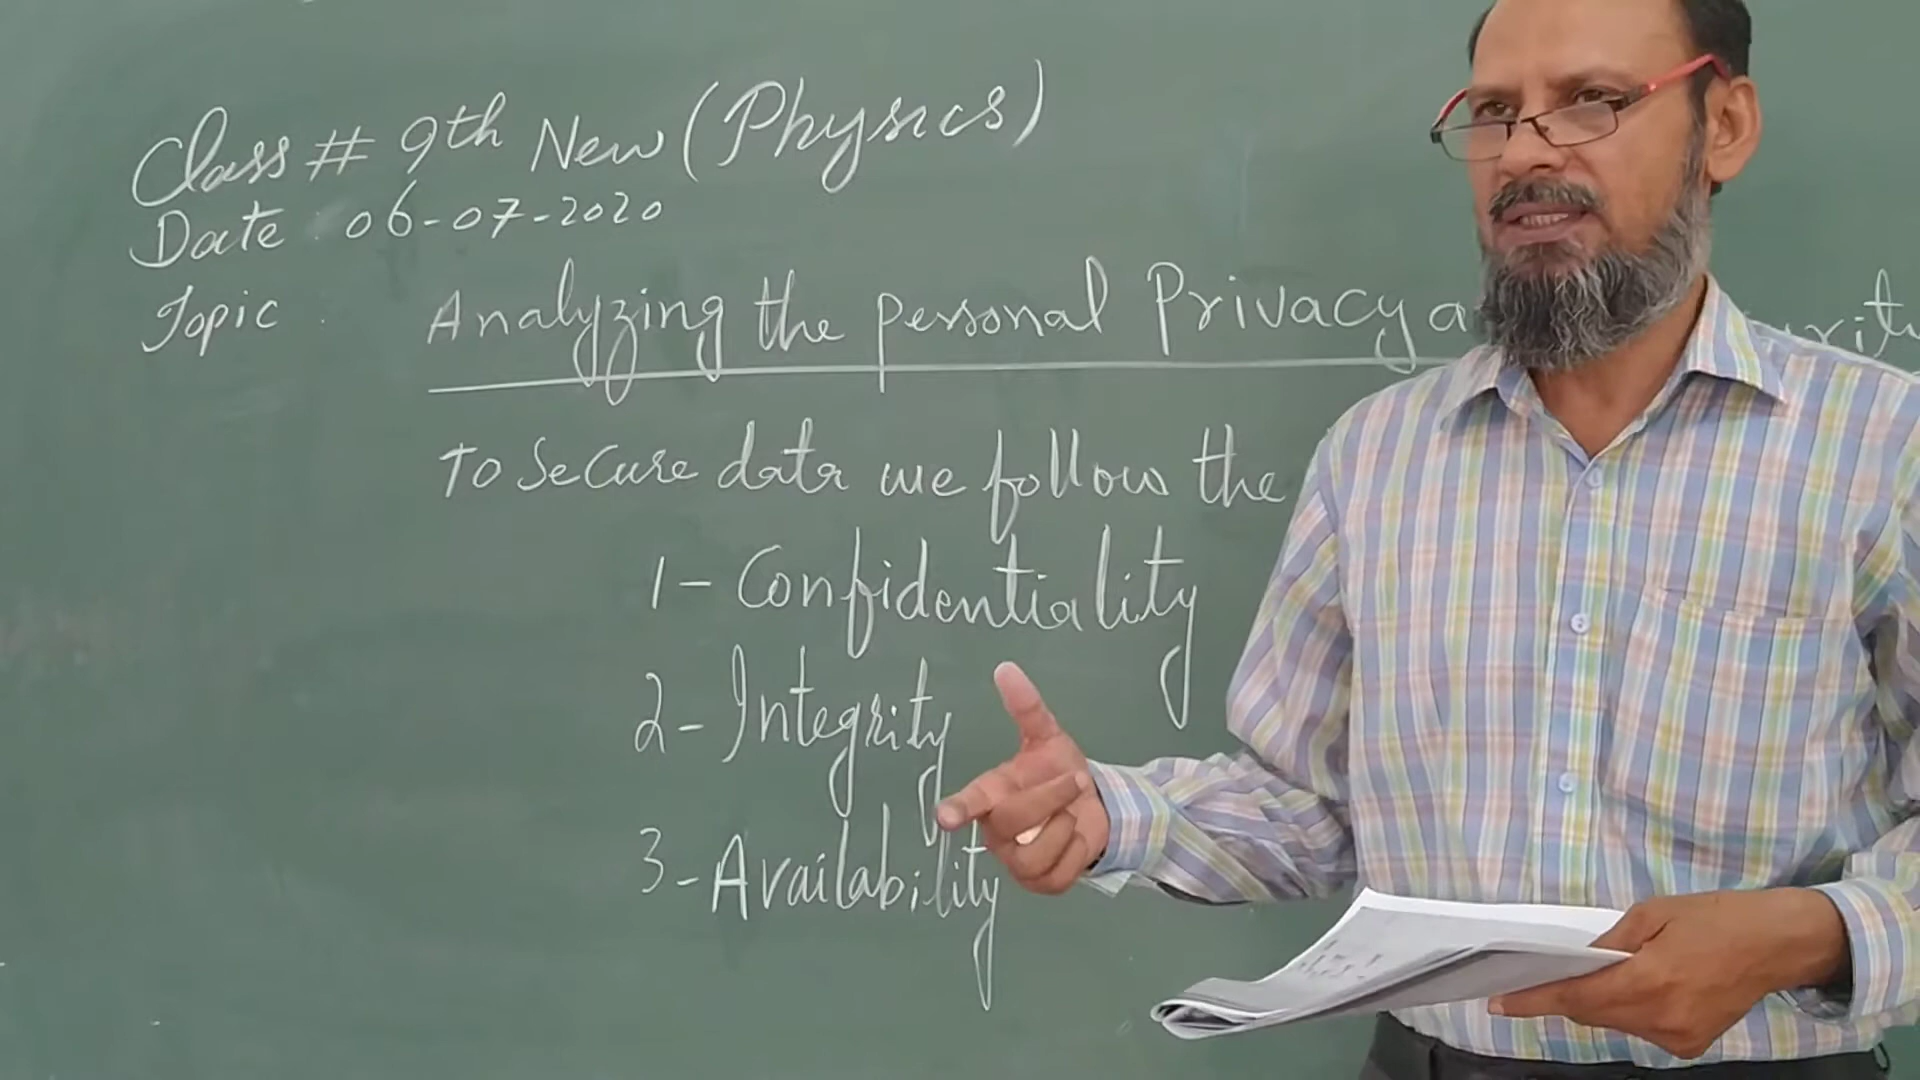 Class # 9th New (Physics)
Date : 06-07-2020
Topic :
Analyzing the personal Privacy a urity
To Secure data we follow the
1- Confidentiality
2- Integrity
3- Availability